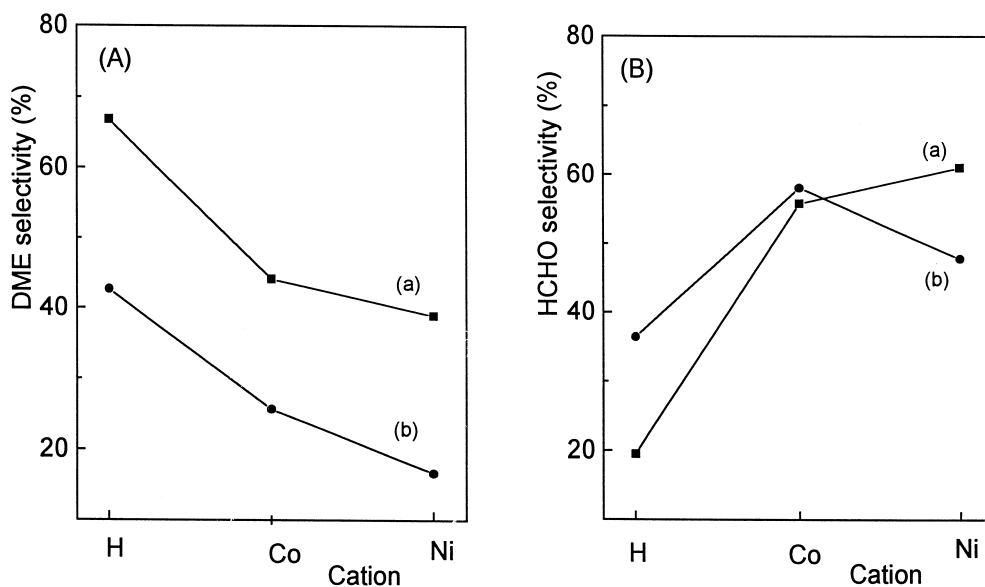 (A)
DME selectivity (%)
80
60
40
20
(a)
(b)
H
Co
Ni
Cation
(B)
HCHO selectivity (%)
80
60
40
20
(a)
(b)
H
Co
Ni
Cation